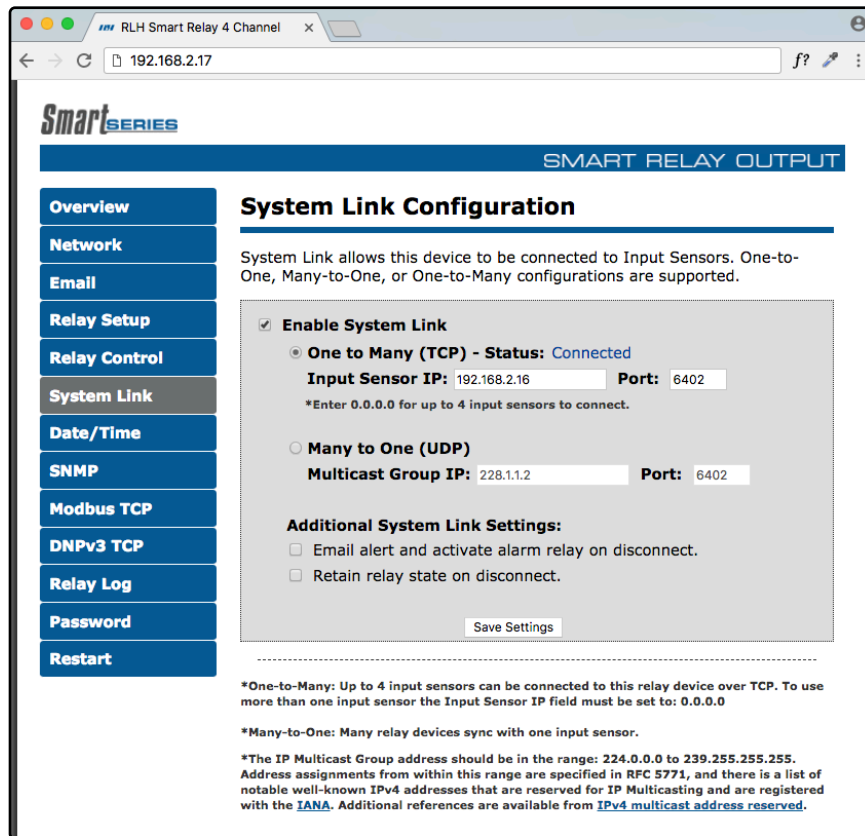 RLH Smart Relay 4 Channel
192.168.2.17
f?
SmartSERIES
SMART RELAY OUTPUT
Overview
Network
Email
Relay Setup
Relay Control
System Link
Date/Time
SNMP
Modbus TCP
DNPv3 TCP
Relay Log
Password
Restart
System Link Configuration
System Link allows this device to be connected to Input Sensors. One-to-
One, Many-to-One, or One-to-Many configurations are supported.
Enable System Link
One to Many (TCP) - Status: Connected
Input Sensor IP: 192.168.2.16 Port: 6402
*Enter 0.0.0.0 for up to 4 input sensors to connect.
Many to One (UDP)
Multicast Group IP: 228.1.1.2 Port: 6402
Additional System Link Settings:
Email alert and activate alarm relay on disconnect.
Retain relay state on disconnect.
Save Settings
*One-to-Many: Up to 4 input sensors can be connected to this relay device over TCP. To use
more than one input sensor the Input Sensor IP field must be set to: 0.0.0.0
*Many-to-One: Many relay devices sync with one input sensor.
*The IP Multicast Group address should be in the range: 224.0.0.0 to 239.255.255.255.
Address assignments from within this range are specified in RFC 5771, and there is a list of
notable well-known IPv4 addresses that are reserved for IP Multicasting and are registered
with the IANA. Additional references are available from IPv4 multicast address reserved.